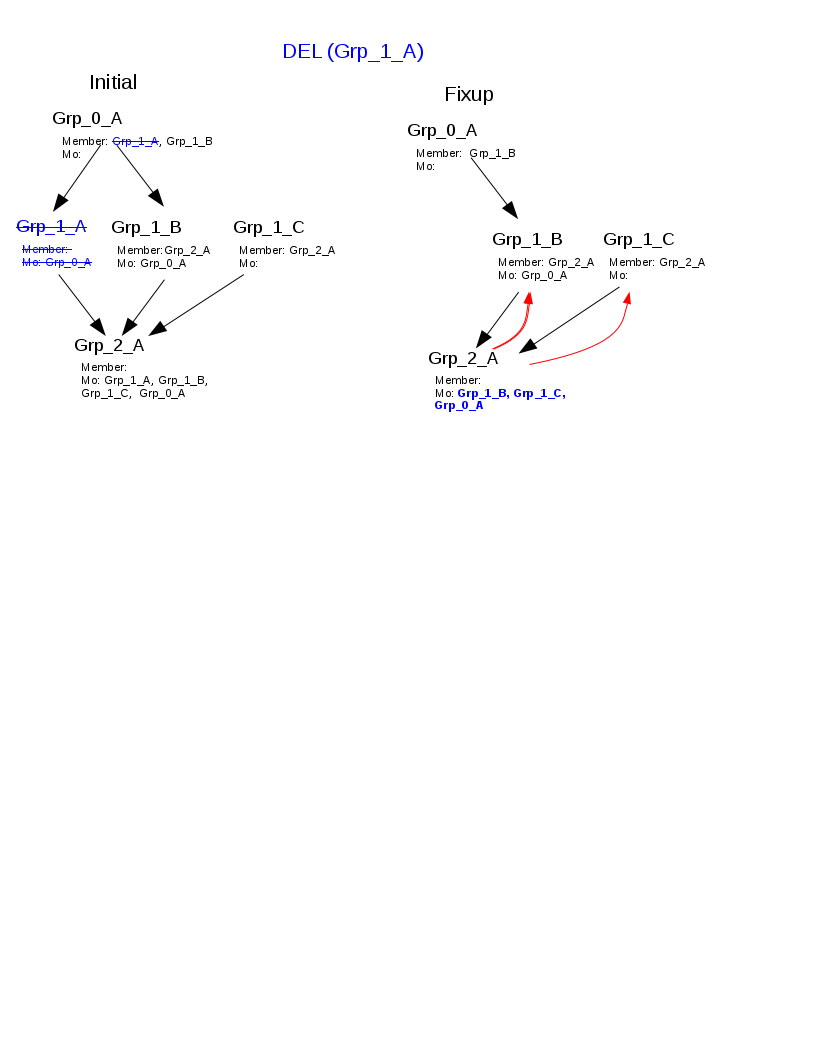 DEL (Grp_1_A)
Initial
Grp_0_A
Member: Grp_1_A, Grp_1_B
Mo:
Grp_1_A
Member:
Mo: Grp_0_A
Grp_1_B
Member:Grp_2_A
Mo: Grp_0_A
Grp_1_C
Member: Grp_2_A
Mo:
Grp_2_A
Member:
Mo: Grp_1_A, Grp_1_B,
Grp_1_C, Grp_0_A
Fixup
Grp_0_A
Member: Grp_1_B
Mo:
Grp_1_B
Member: Grp_2_A
Mo: Grp_0_A
Grp_1_C
Member: Grp_2_A
Mo:
Grp_2_A
Member:
Mo: Grp_1_B, Grp_1_C,
Grp_0_A